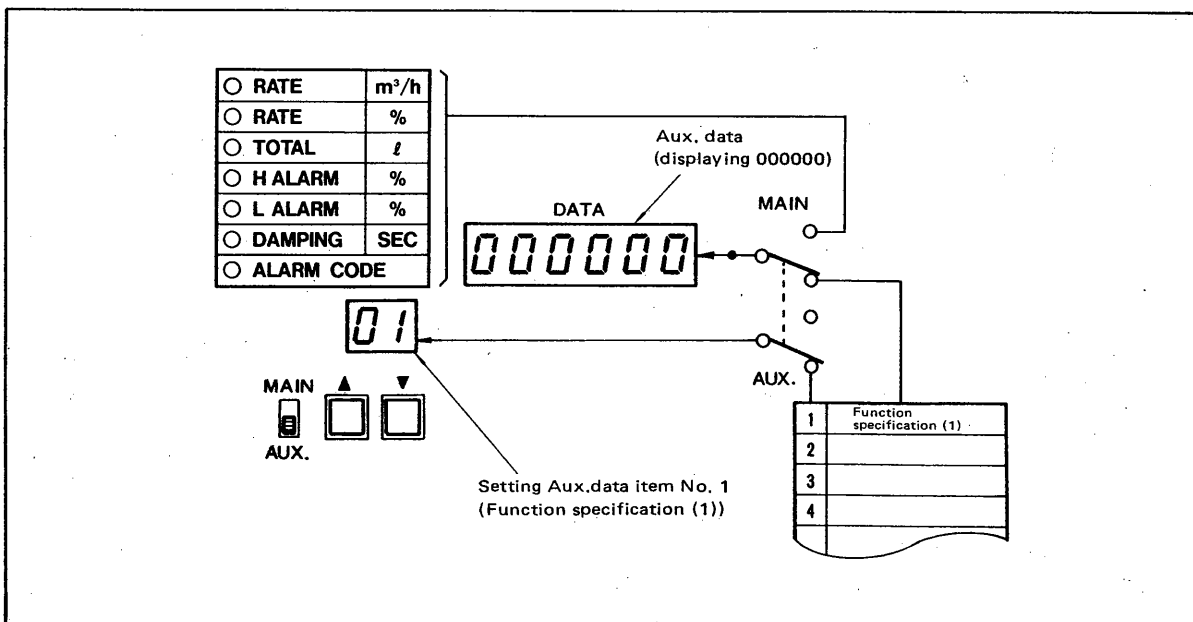 RATE m³/h
RATE %
TOTAL ℓ
H ALARM %
L ALARM %
DAMPING SEC
ALARM CODE
Aux. data
(displaying 000000)
DATA
000000
MAIN
01
AUX.
MAIN ▲ ▼
AUX.
Setting Aux.data item No. 1
(Function specification (1))
1 Function
specification (1)
2
3
4